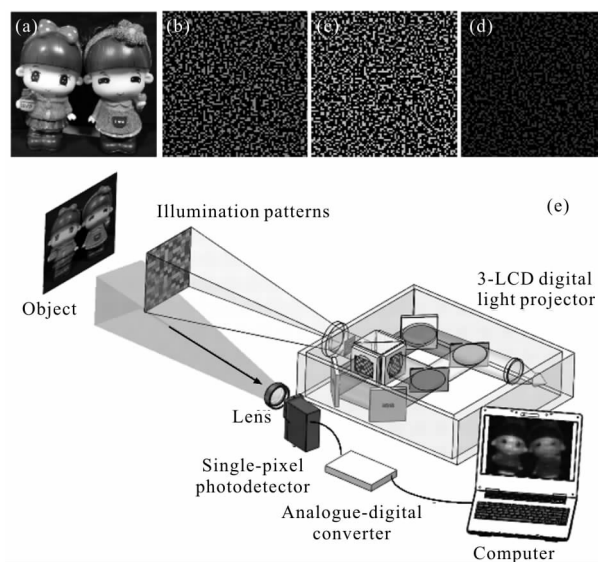 (a)
(b)
(c)
(d)
Illumination patterns
(e)
3-LCD digital
light projector
Object
Lens
Single-pixel
photodetector
Analogue-digital
converter
Computer